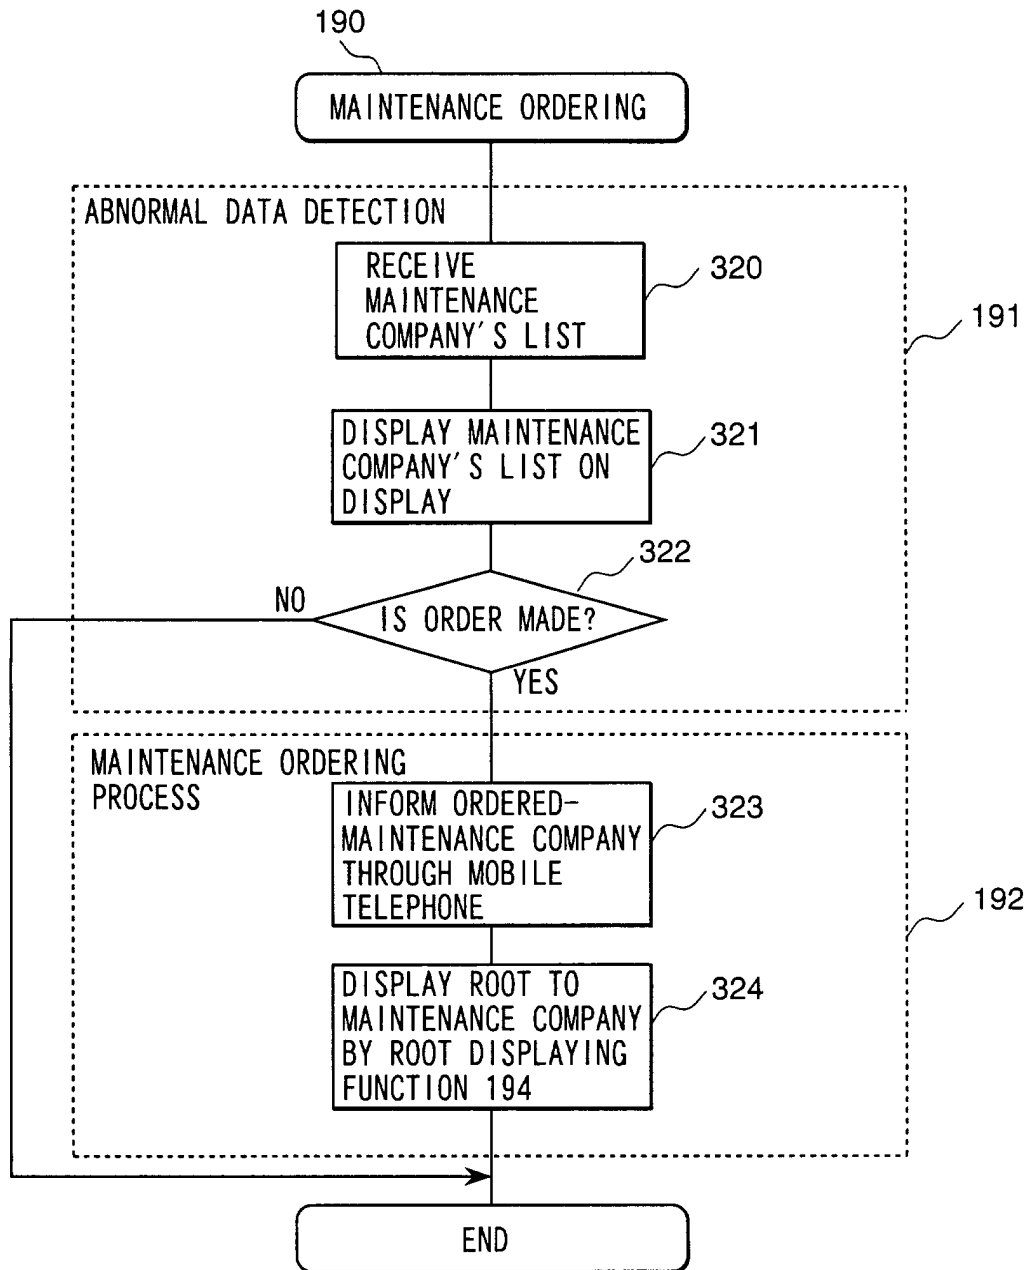 190
MAINTENANCE ORDERING
ABNORMAL DATA DETECTION
RECEIVE
MAINTENANCE
COMPANY'S LIST
320
191
DISPLAY MAINTENANCE
COMPANY'S LIST ON
DISPLAY
321
322
NO
IS ORDER MADE?
YES
MAINTENANCE ORDERING
PROCESS
INFORM ORDERED-
MAINTENANCE COMPANY
THROUGH MOBILE
TELEPHONE
323
192
DISPLAY ROOT TO
MAINTENANCE COMPANY
BY ROOT DISPLAYING
FUNCTION 194
324
END